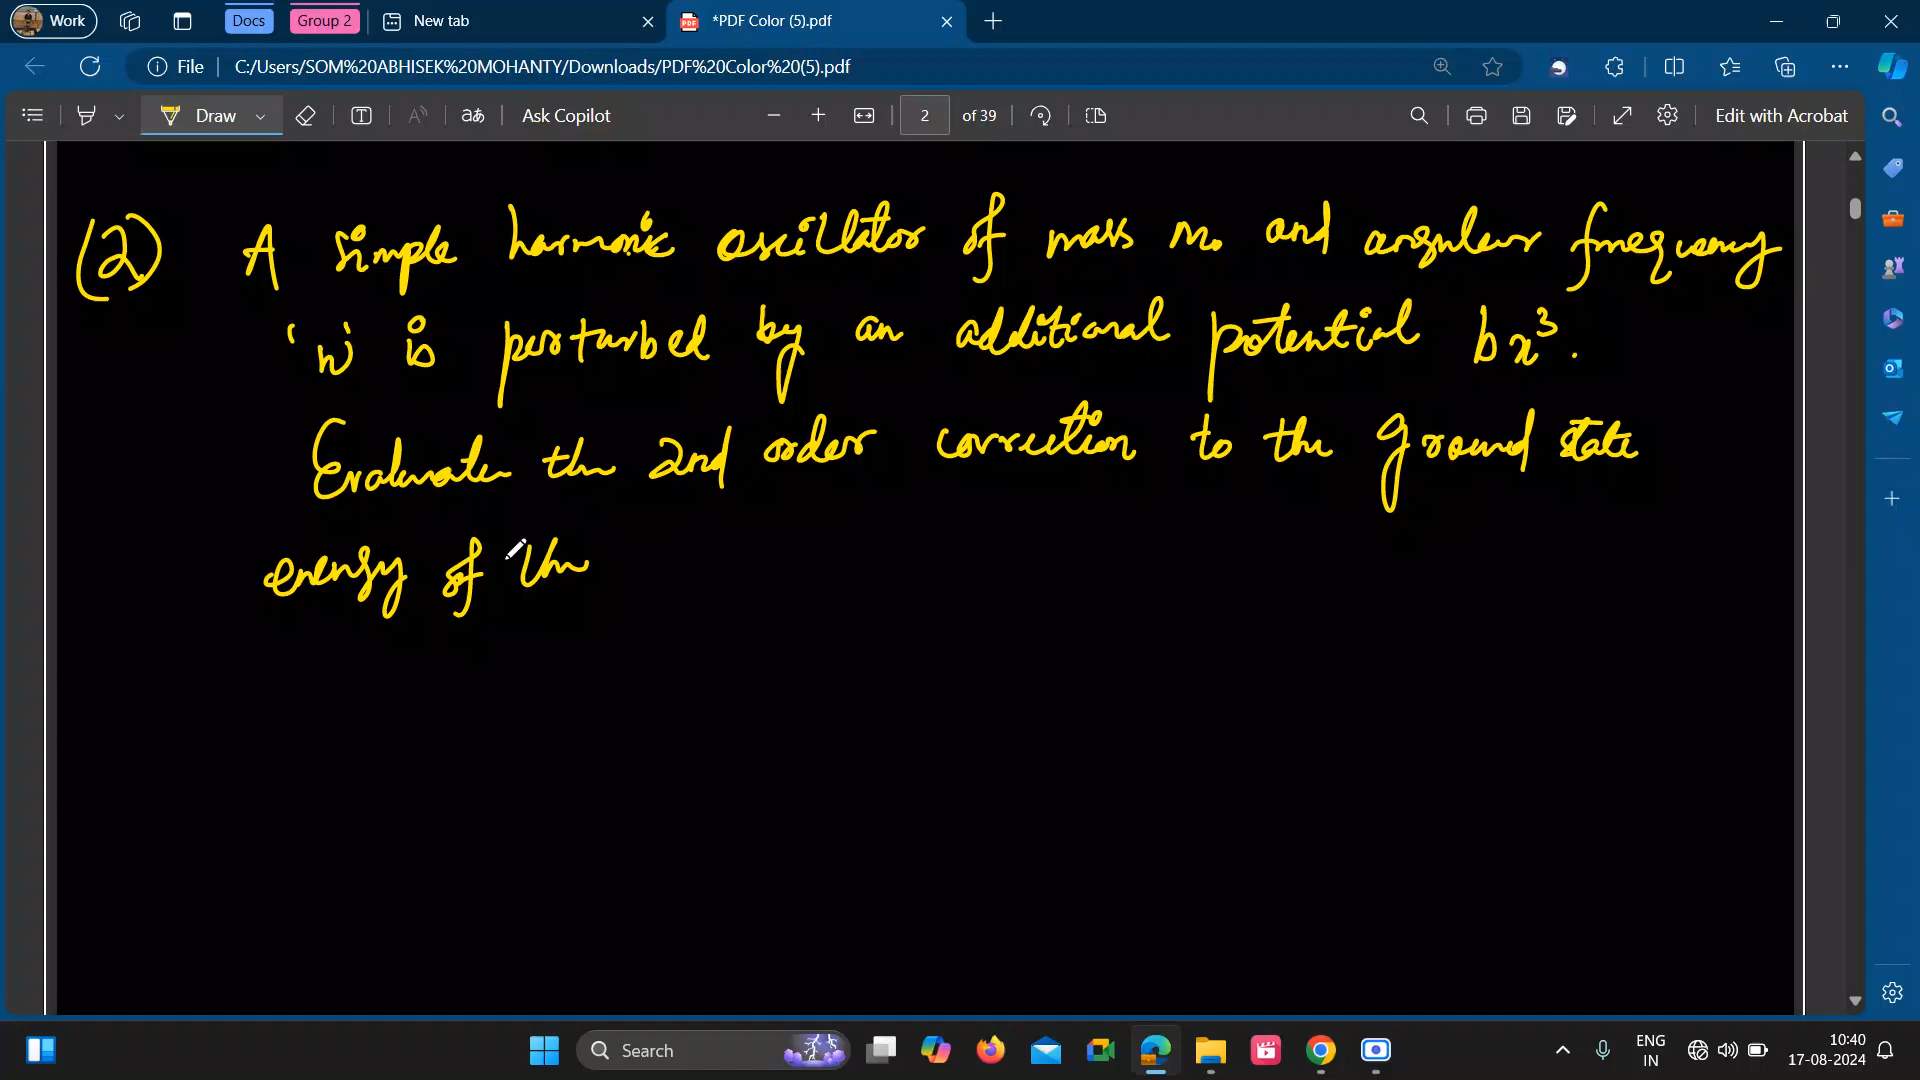 Work
Docs
Group 2
New tab
*PDF Color (5).pdf
File
C:/Users/SOM%20ABHISEK%20MOHANTY/Downloads/PDF%20Color%20(5).pdf
Draw
T
A
aあ
Ask Copilot
2
of 39
Edit with Acrobat
(2) A simple harmonic oscillator of mass m. and angular frequency
'w' is perturbed by an additional potential bx³.
Evaluate the 2nd order correction to the ground state
energy of the
Search
ENG
IN
10:40
17-08-2024